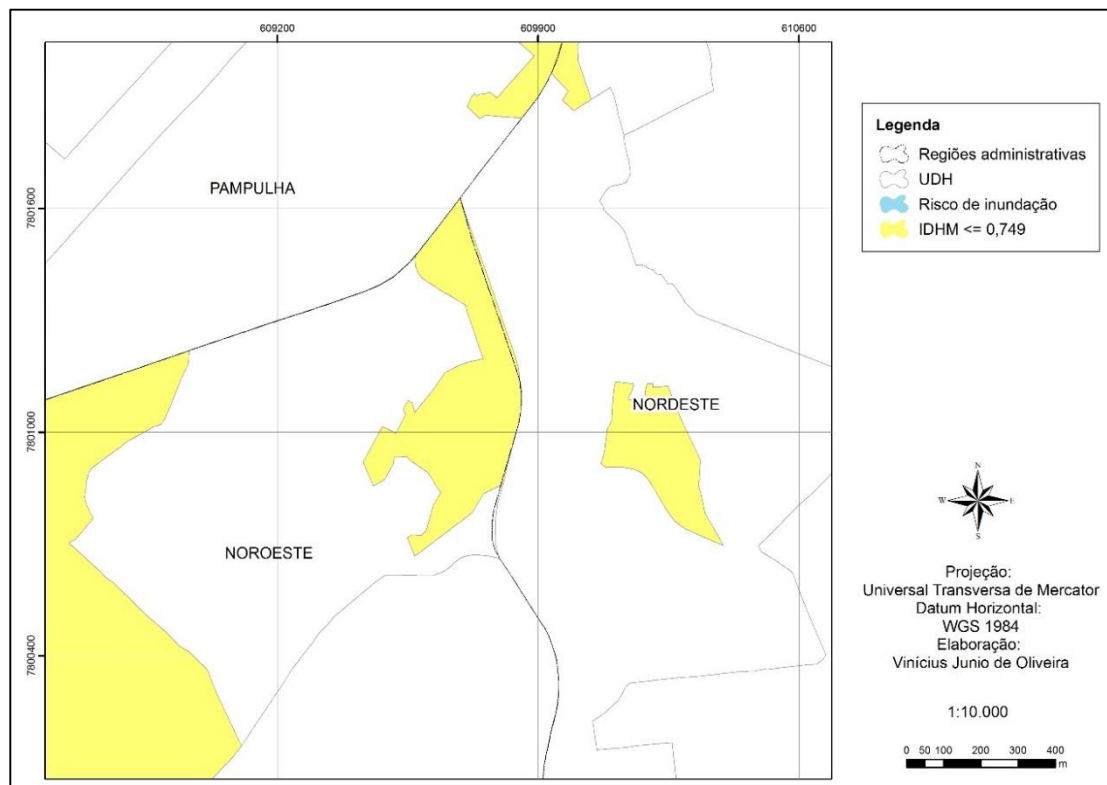 609200
609900
610600
7801600
7801000
7800400
PAMPULHA
NORDESTE
NOROESTE
Legenda
Regiões administrativas
UDH
Risco de inundação
IDHM <= 0,749
N
W
E
S
Projeção:
Universal Transversa de Mercator
Datum Horizontal:
WGS 1984
Elaboração:
Vinícius Junio de Oliveira
1:10.000
0 50 100 200 300 400
m